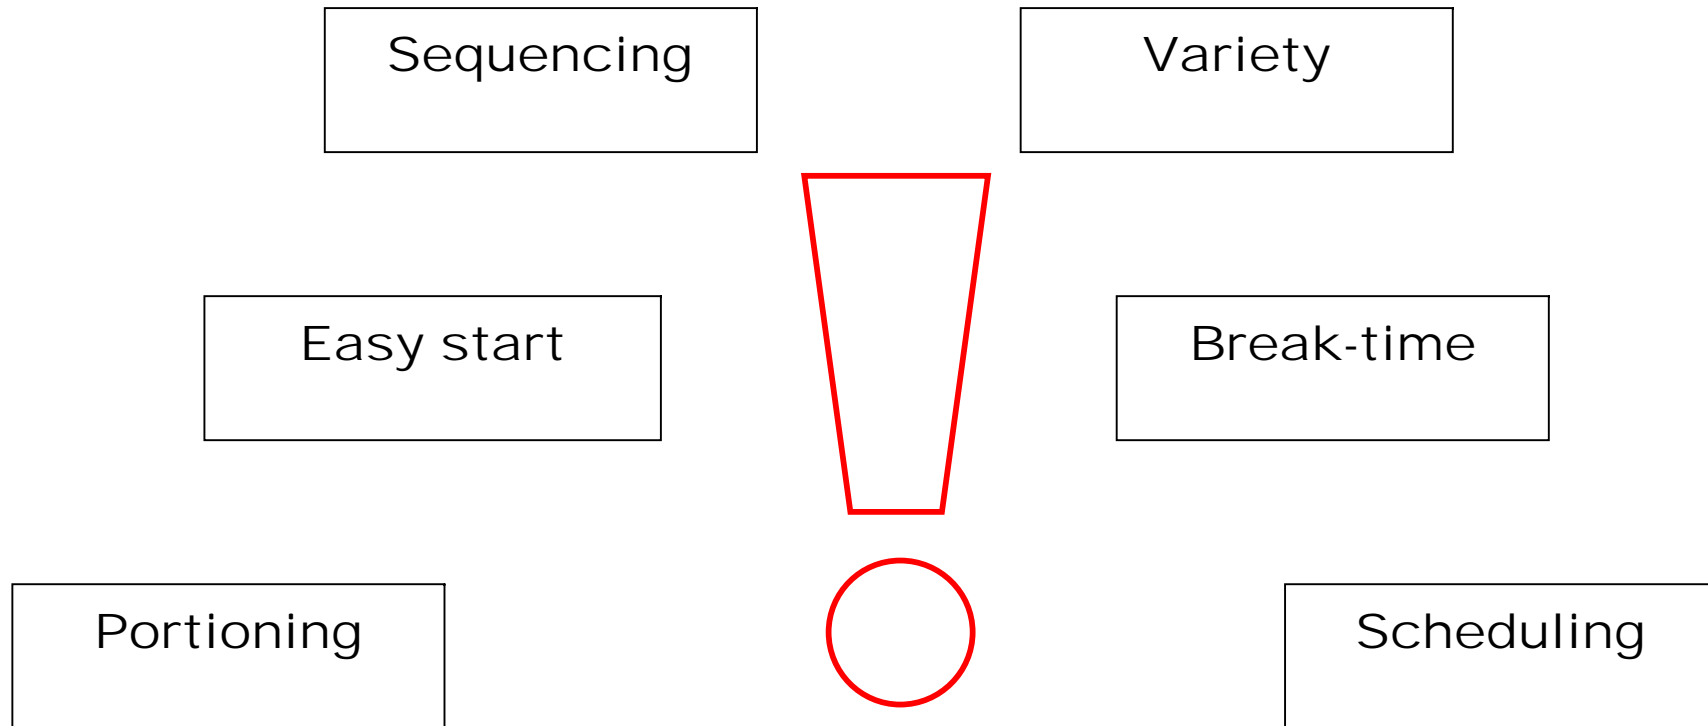 Sequencing
Variety
Easy start
Break-time
Portioning
Scheduling